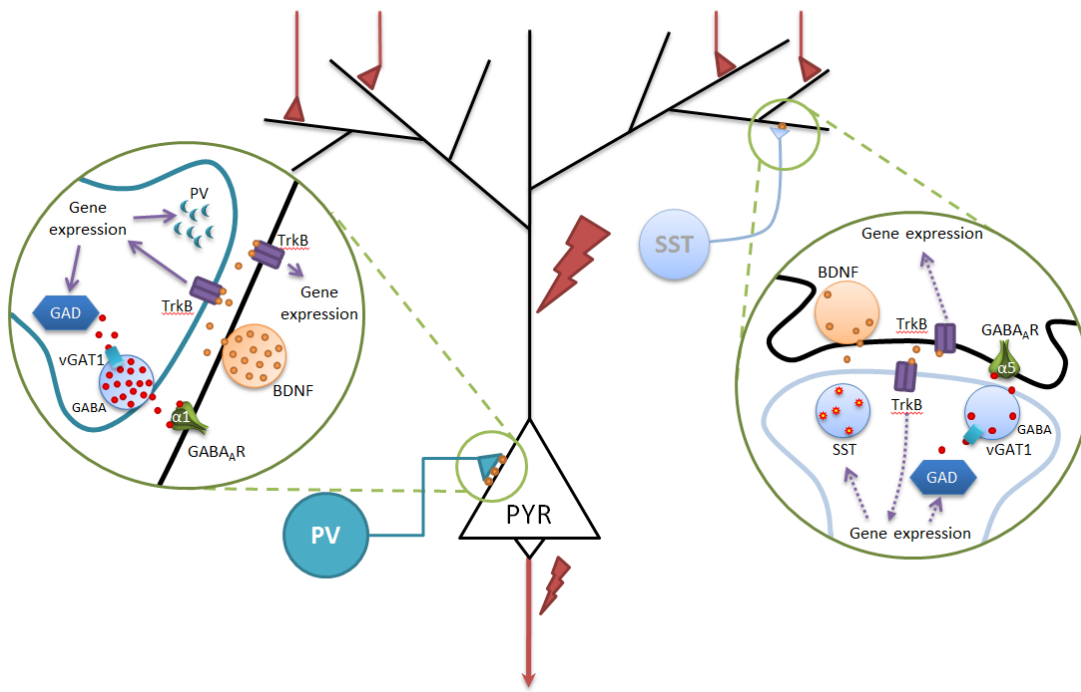 PV
Gene
expression
TrkB
TrkB
Gene
expression
GAD
vGAT1
GABA
BDNF
α1
GABAAR
PV
PYR
SST
Gene expression
BDNF
TrkB
GABAAR
α5
TrkB
GABA
SST
vGAT1
GAD
Gene expression